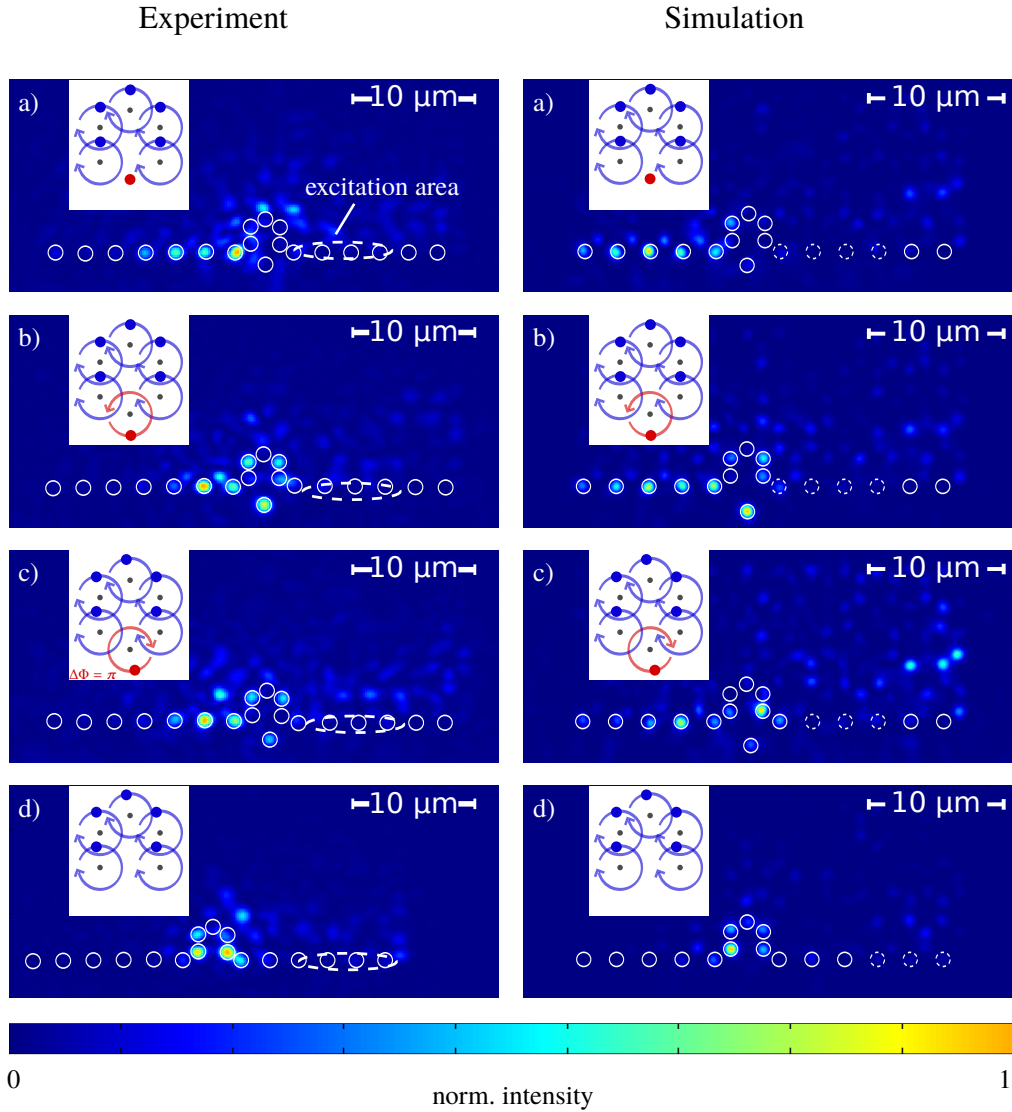 Experiment
Simulation
a)
10 μm
excitation area
a)
10 μm
b)
10 μm
b)
10 μm
c)
10 μm
ΔΦ = π
c)
10 μm
d)
10 μm
d)
10 μm
0
1
norm. intensity